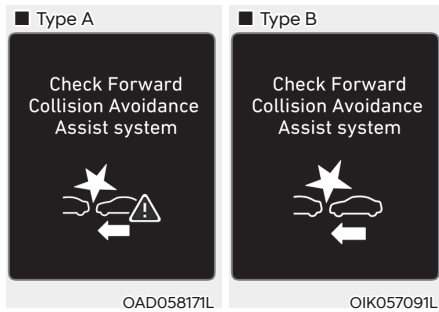 ■ Type A
Check Forward
Collision Avoidance
Assist system
OAD058171L
■ Type B
Check Forward
Collision Avoidance
Assist system
OIK057091L